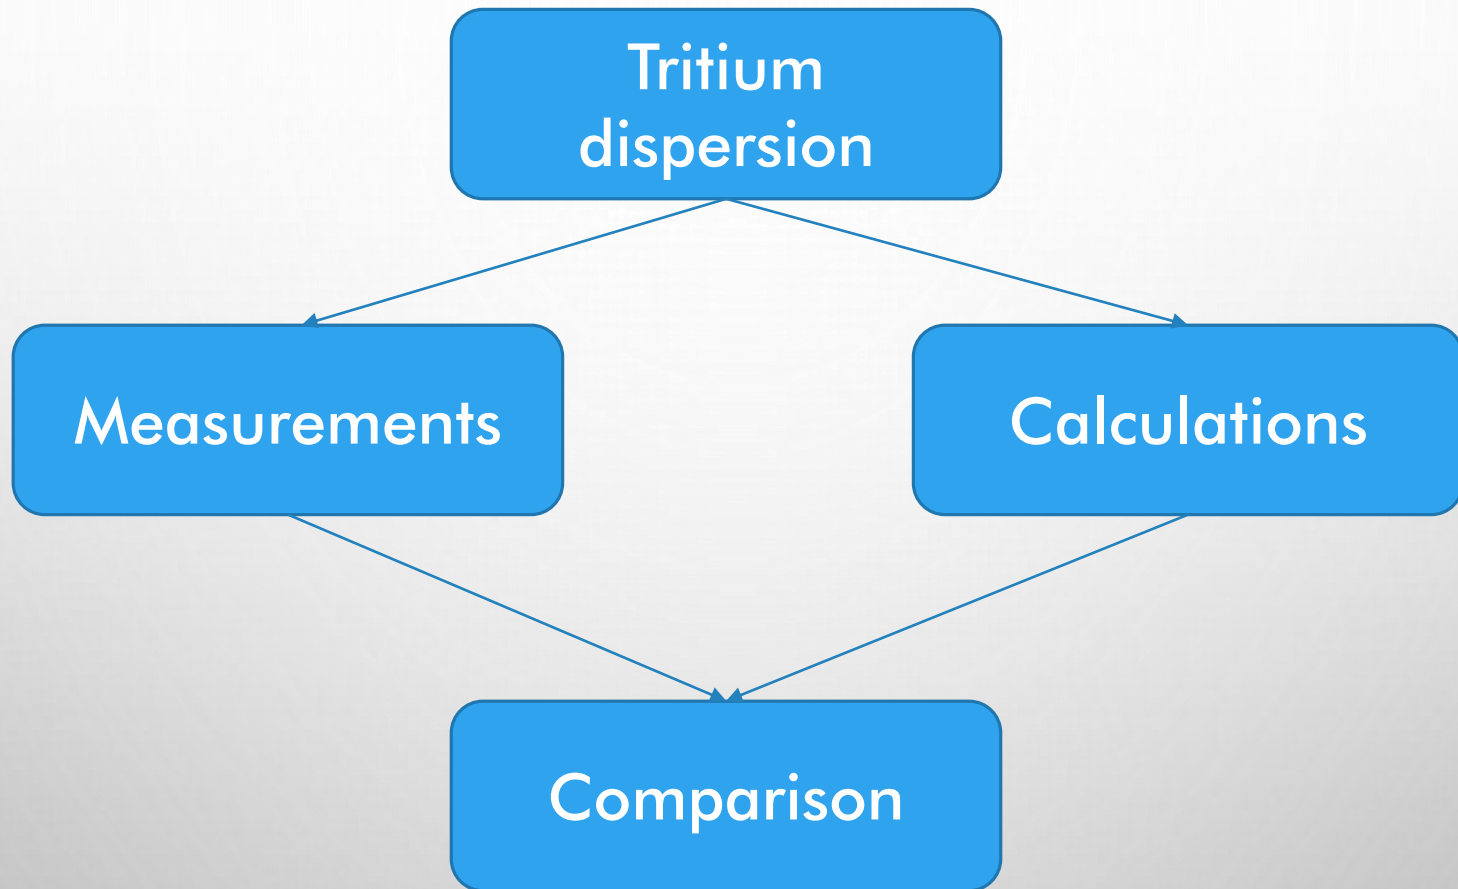 Tritium
dispersion
Measurements
Calculations
Comparison